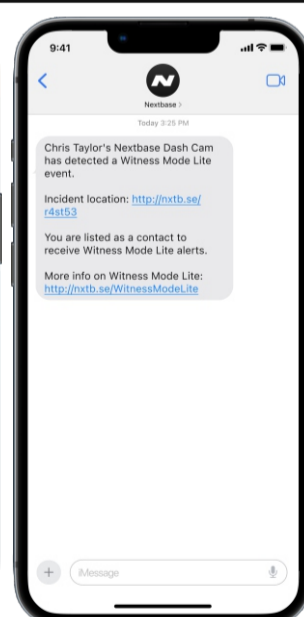 9:41
Nextbase >
Today 3:25 PM
Chris Taylor's Nextbase Dash Cam
has detected a Witness Mode Lite
event.
Incident location: http://nxtb.se/
r4st53
You are listed as a contact to
receive Witness Mode Lite alerts.
More info on Witness Mode Lite:
http://nxtb.se/WitnessModeLite
iMessage